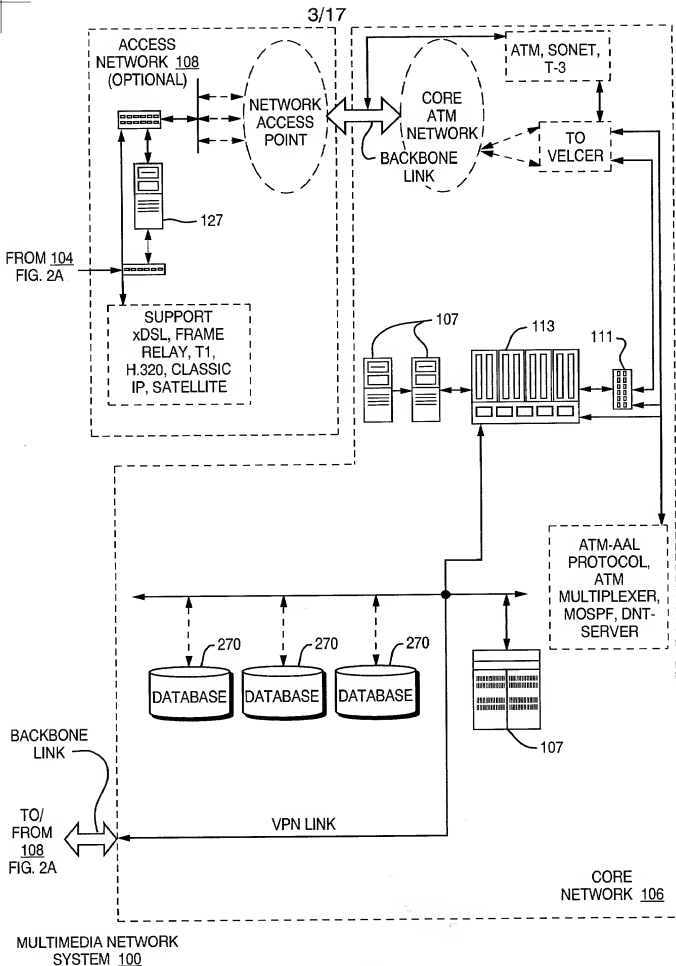 3/17
ACCESS
NETWORK 108
(OPTIONAL)
NETWORK
ACCESS
POINT
CORE
ATM
NETWORK
BACKBONE
LINK
ATM, SONET,
T-3
TO
VELCER
127
FROM 104
FIG. 2A
SUPPORT
xDSL, FRAME
RELAY, T1,
H.320, CLASSIC
IP, SATELLITE
107
113
111
ATM-AAL
PROTOCOL,
ATM
MULTIPLEXER,
MOSPF, DNT-
SERVER
270
270
270
DATABASE
DATABASE
DATABASE
107
BACKBONE
LINK
TO/
FROM
108
FIG. 2A
VPN LINK
CORE
NETWORK 106
MULTIMEDIA NETWORK
SYSTEM 100